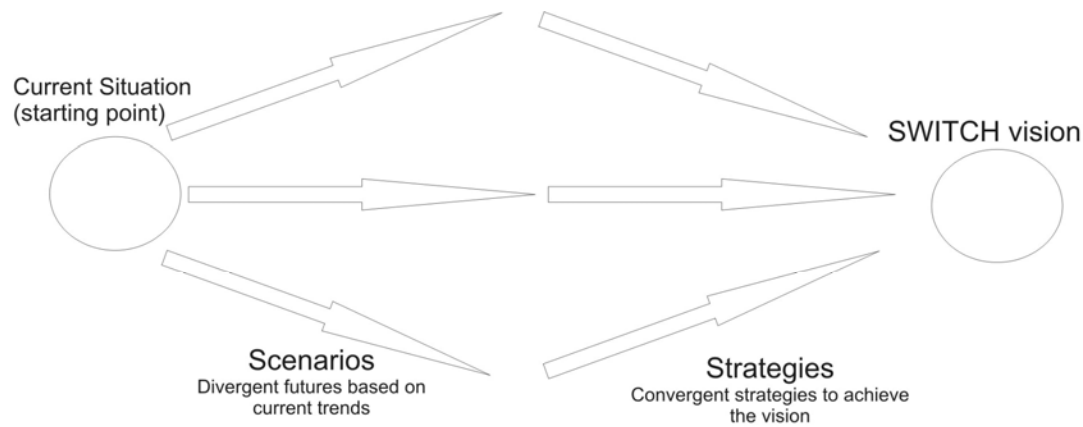 Current Situation
(starting point)
SWITCH vision
Scenarios
Divergent futures based on
current trends
Strategies
Convergent strategies to achieve
the vision